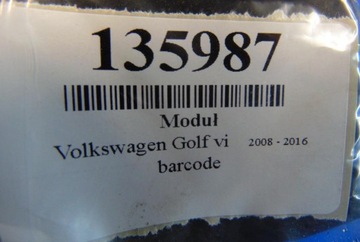 135987
Moduł
Volkswagen Golf vi 2008 - 2016
barcode